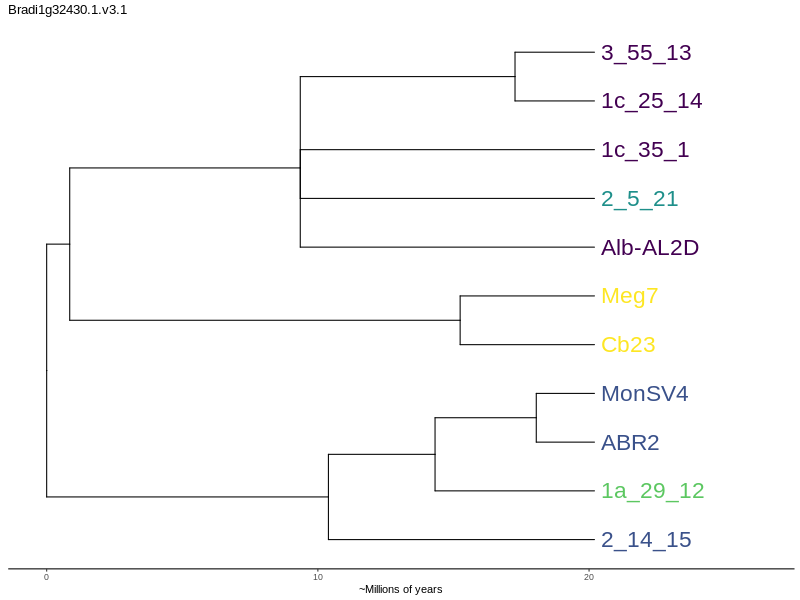 Bradi1g32430.1.v3.1
3_55_13
1c_25_14
1c_35_1
2_5_21
Alb-AL2D
Meg7
Cb23
MonSV4
ABR2
1a_29_12
2_14_15
0 10 20
~Millions of years